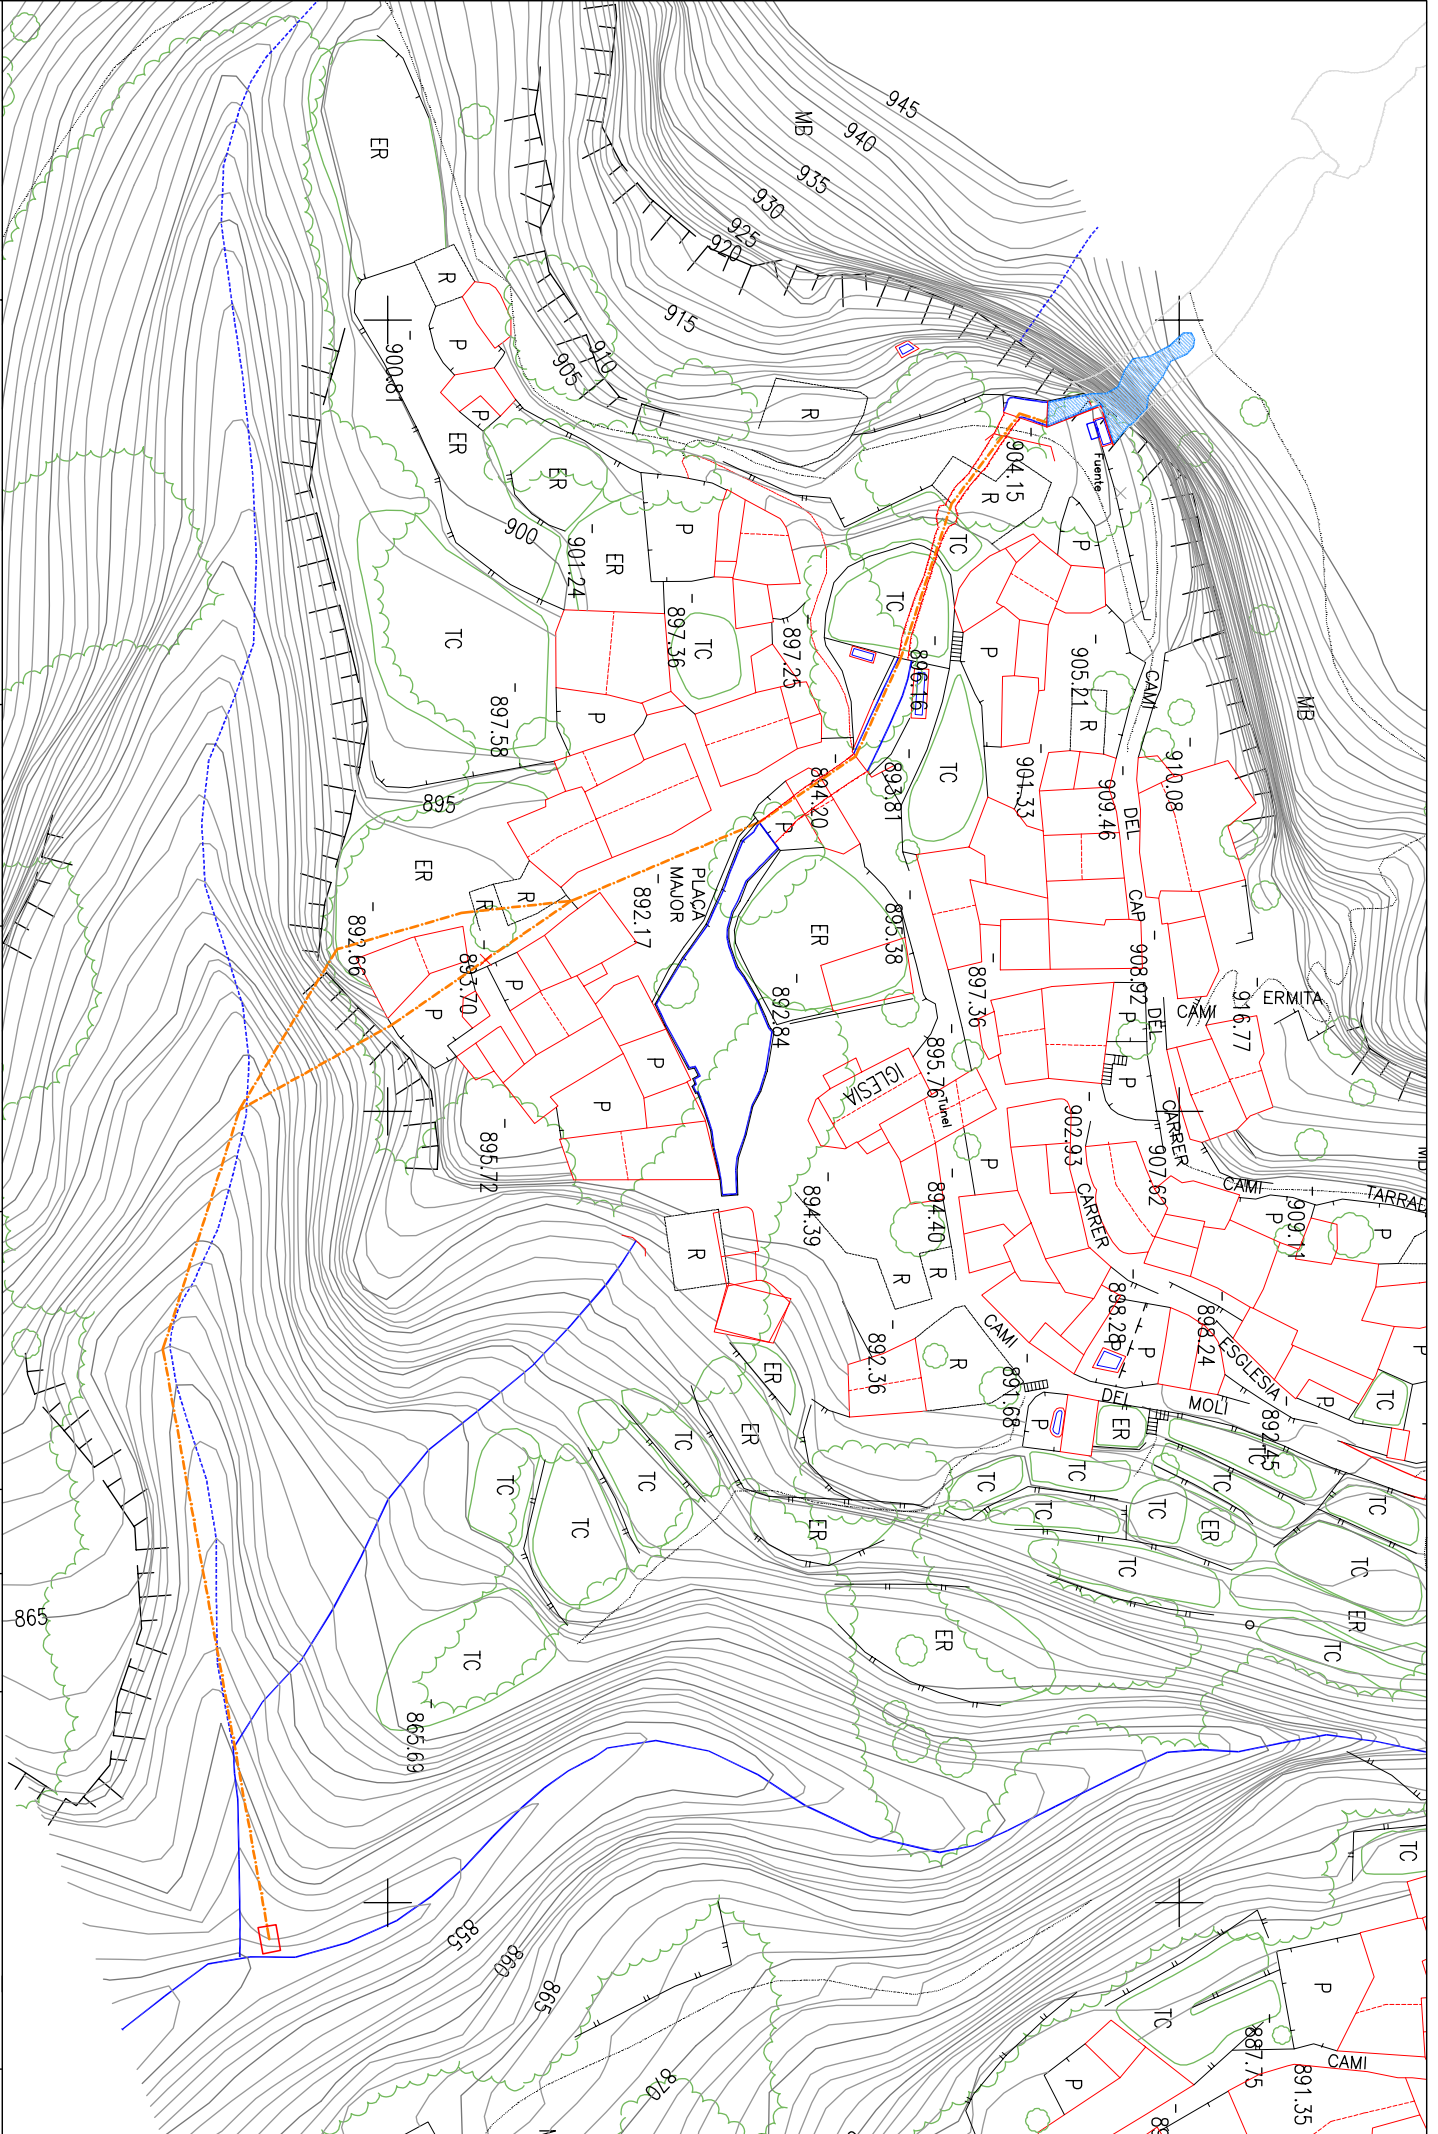 945
940
MB
935
930
925
920
915
910
905
ER
R
P
900.81
P
ER
ER
900
901.24
ER
R
904.15
R
Fuente
P
TC
TC
P
897.36
TC
897.25
TC
897.58
P
896.16
P
905.21
R
CAMI
MB
893.81
TC
901.33
909.46
910.08
DEL
894.20
P
895
ER
R
R
PLAÇA
MAJOR
892.17
ER
895.38
CAP
908.92
892.66
893.70
P
P
892.84
897.36
DEL
CAMI
ERMITA
916.77
P
P
895.76
IGLESIA
Tunel
P
P
902.93
CARRER
907.62
895.72
894.39
894.40
P
CARRER
CAMI
TARRAD
909.11
P
P
R
R
R
CAMI
898.28
P
P
898.24
ESGLESIA
P
TC
ER
892.36
R
891.68
P
DEL
ER
MOLI
892.45
TC
ER
TC
TC
TC
TC
ER
TC
TC
TC
TC
TC
ER
TC
TC
TC
ER
TC
ER
TC
865
865.69
TC
855
860
865
870
P
TC
887.75
891.35
CAMI
P